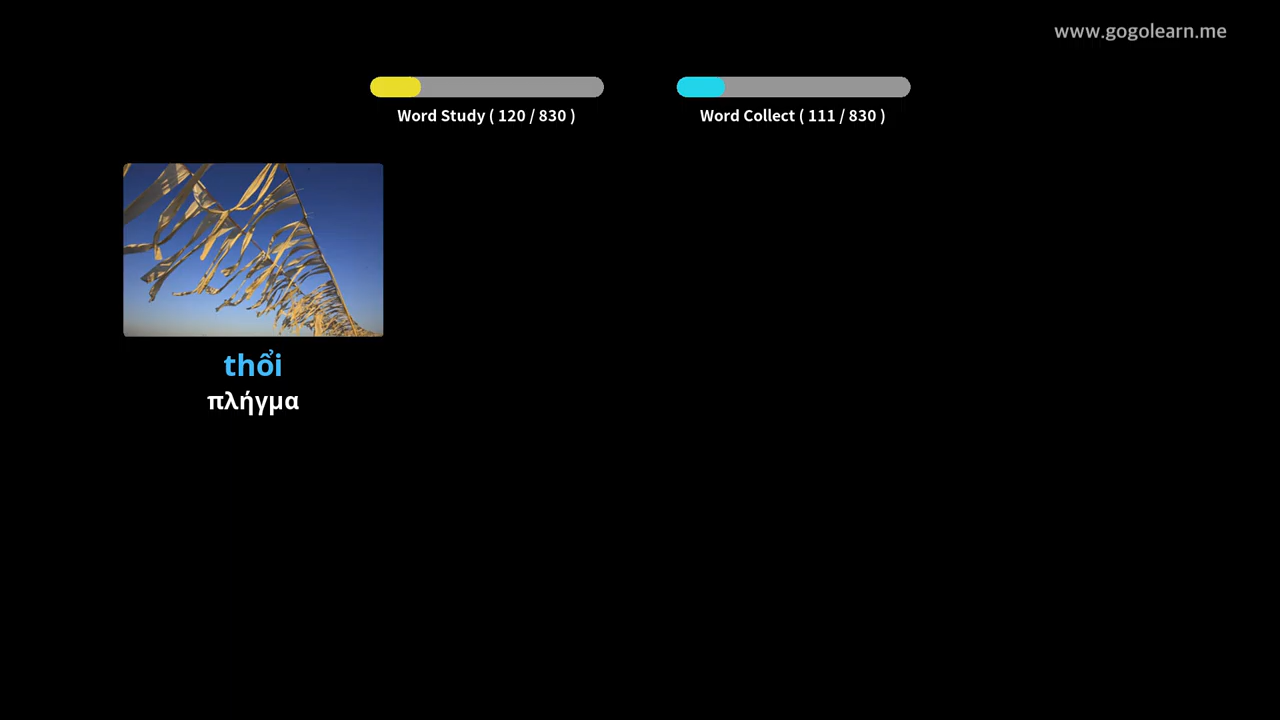 www.gogolearn.me
Word Study ( 120 / 830 )
Word Collect ( 111 / 830 )
thổi
πλήγμα